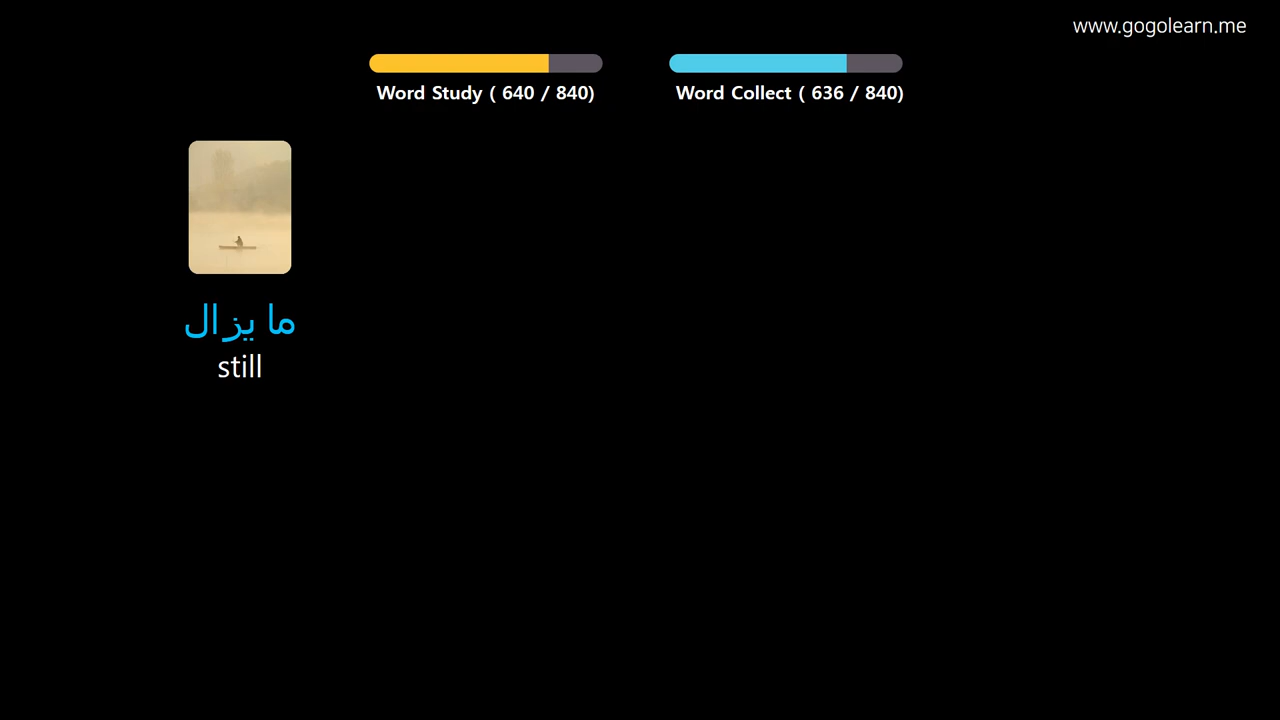 www.gogolearn.me
Word Study ( 640 / 840)
Word Collect ( 636 / 840)
ما يزال
still